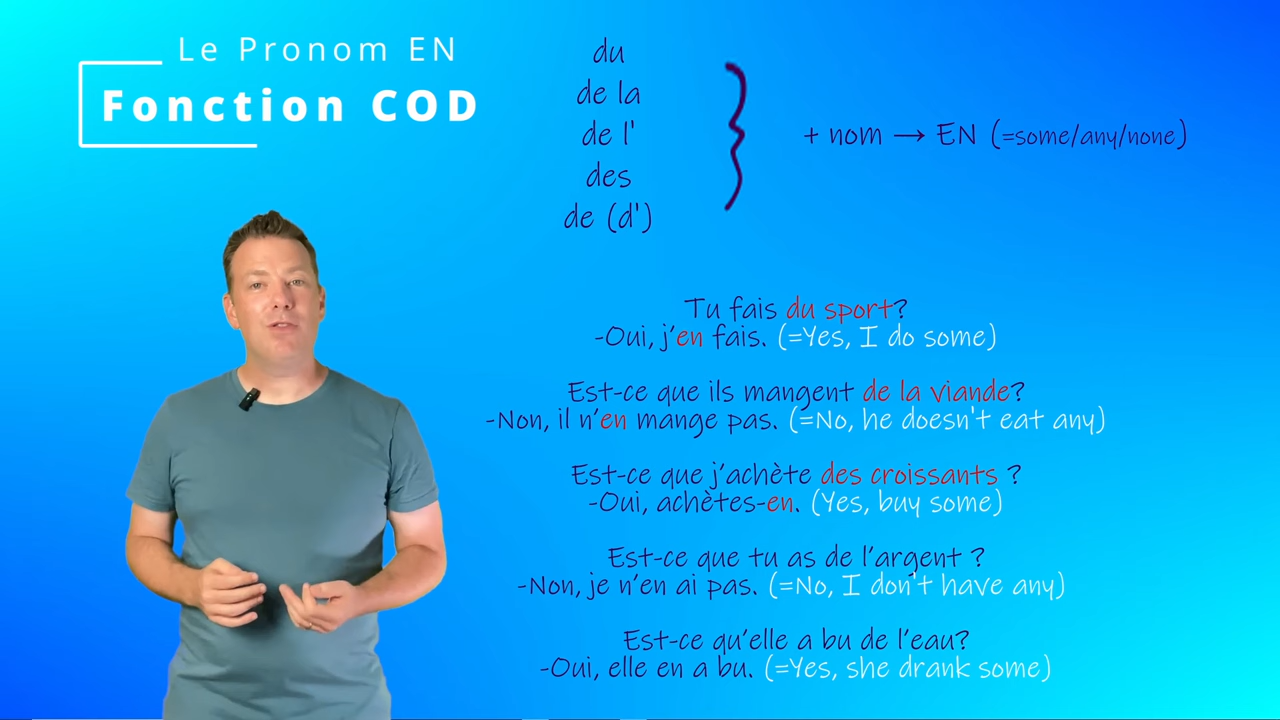 Le Pronom EN
Fonction COD
du
de la
de l'
des
de (d')
+ nom → EN (=some/any/none)
Tu fais du sport?
-Oui, j'en fais. (=Yes, I do some)
Est-ce que ils mangent de la viande?
-Non, il n'en mange pas. (=No, he doesn't eat any)
Est-ce que j'achète des croissants ?
-Oui, achètes-en. (Yes, buy some)
Est-ce que tu as de l'argent ?
-Non, je n'en ai pas. (=No, I don't have any)
Est-ce qu'elle a bu de l'eau?
-Oui, elle en a bu. (=Yes, she drank some)